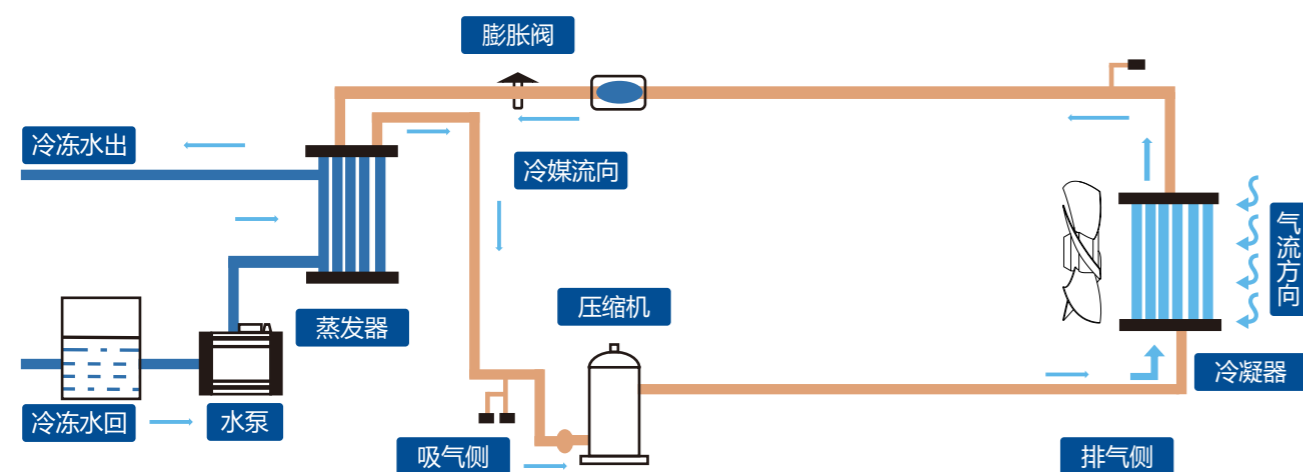 膨胀阀
冷冻水出
冷媒流向
气流方向
压缩机
蒸发器
冷凝器
冷冻水回
水泵
吸气侧
排气侧